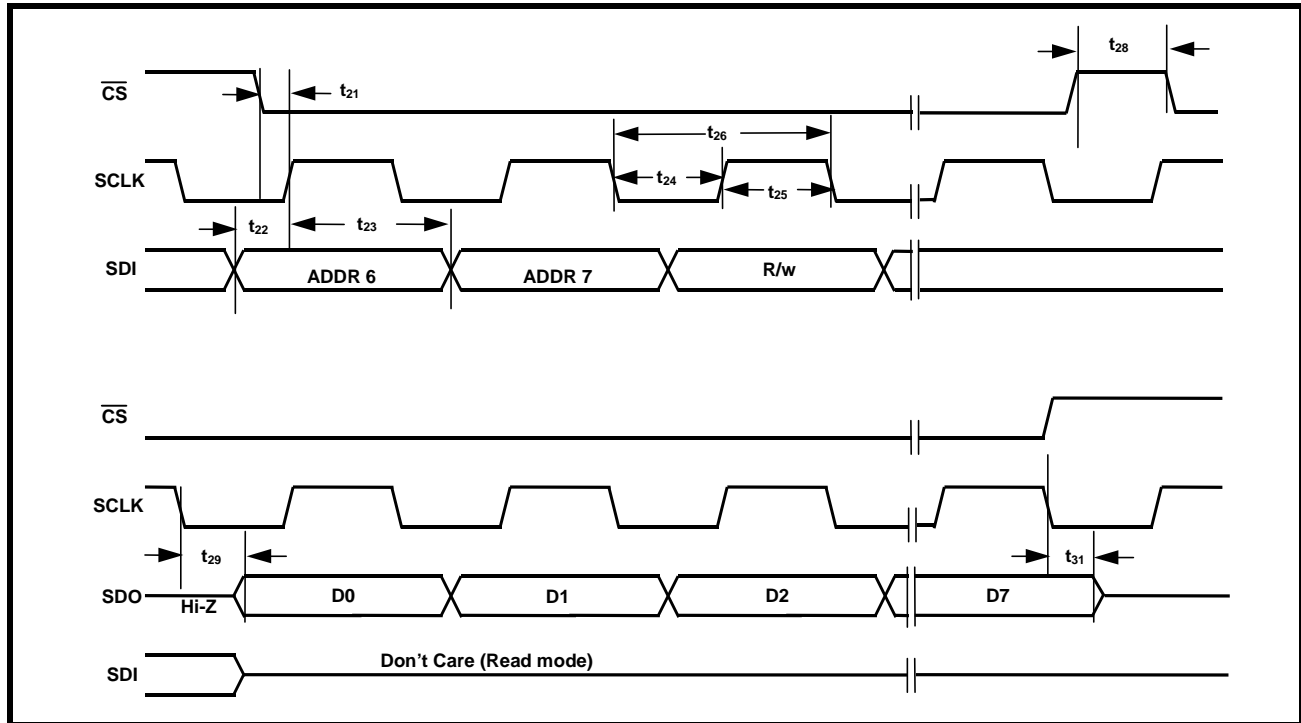 t28
CS
t21
t26
SCLK
t24
t25
t22
t23
SDI
ADDR 6
ADDR 7
R/w
CS
SCLK
t29
t31
SDO
Hi-Z
D0
D1
D2
D7
Don't Care (Read mode)
SDI